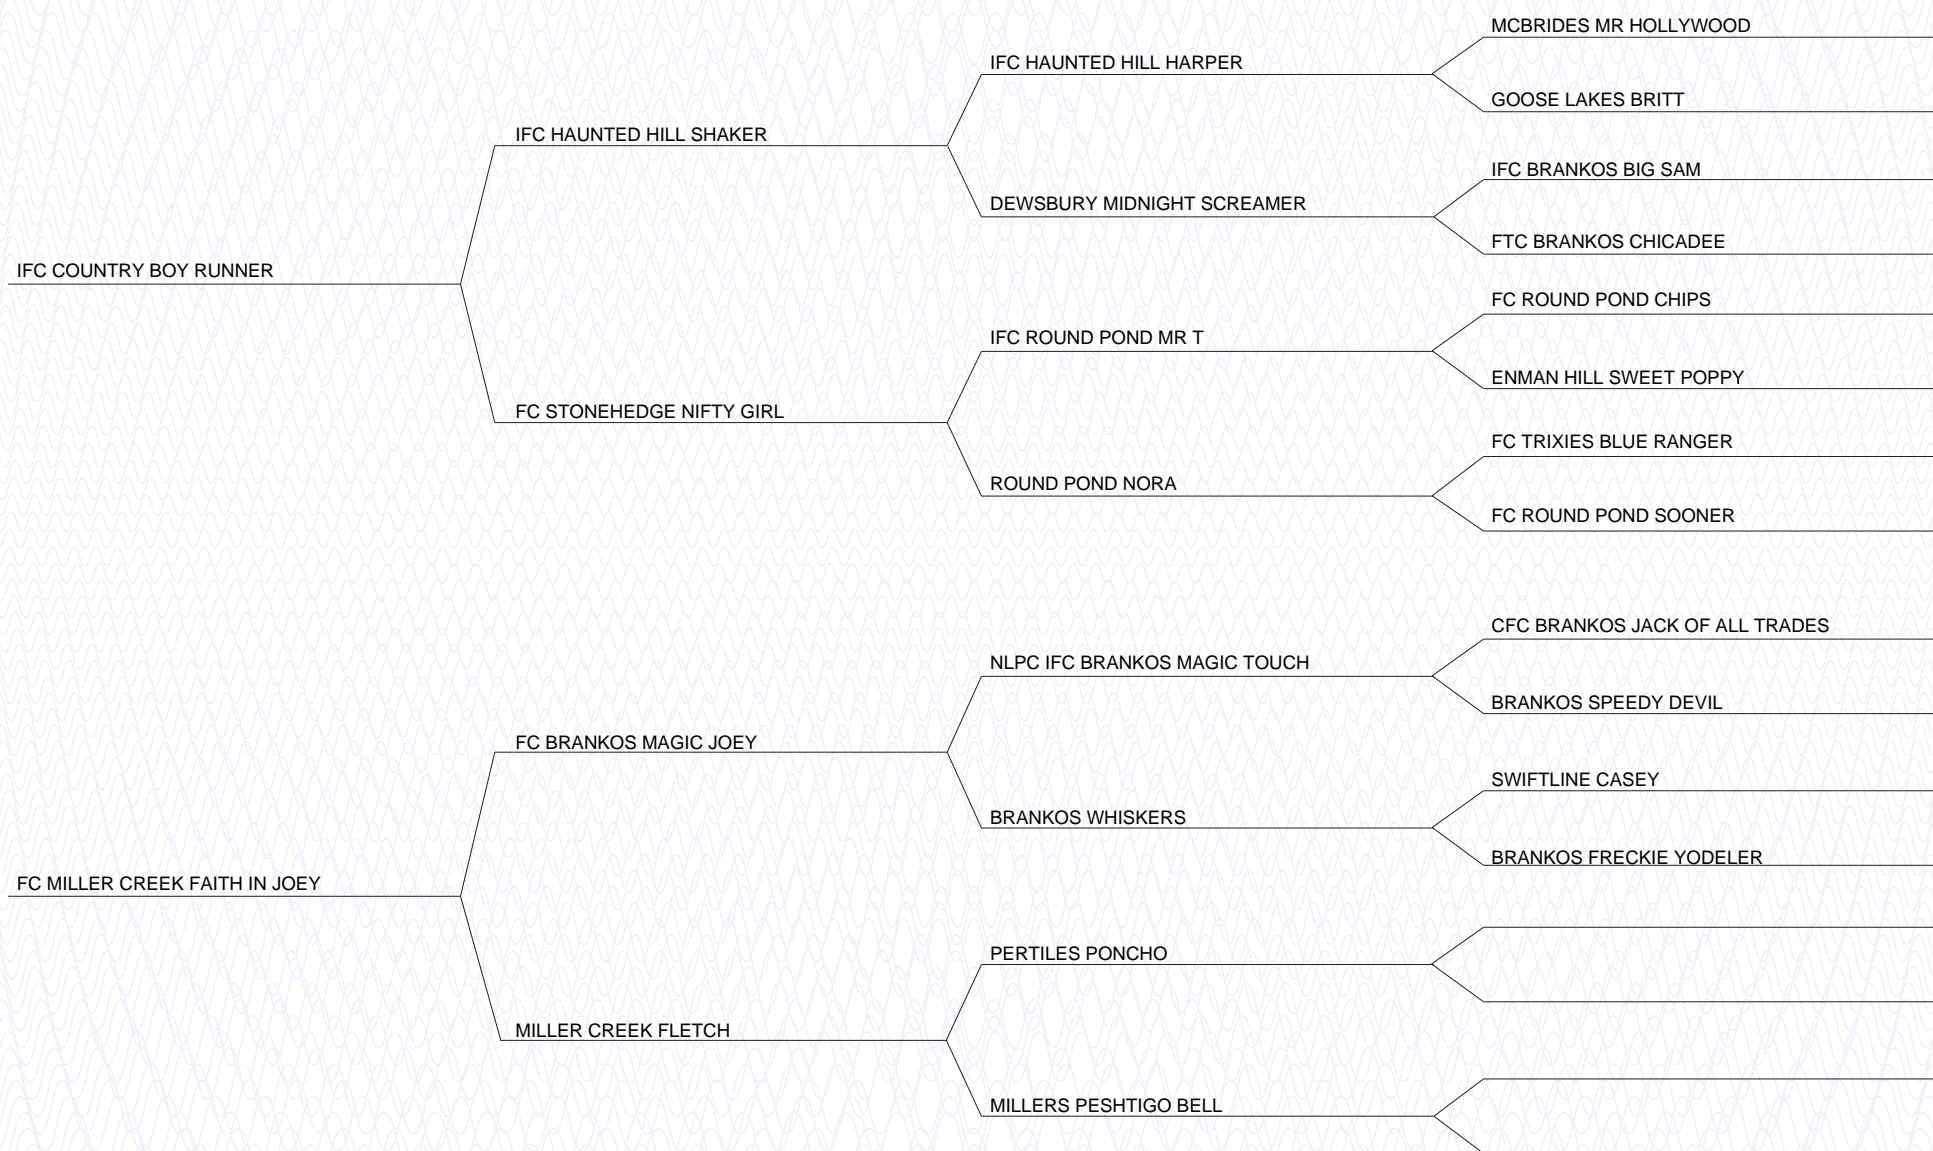 MCBRIDES MR HOLLYWOOD
IFC HAUNTED HILL HARPER
GOOSE LAKES BRITT
IFC HAUNTED HILL SHAKER
IFC BRANKOS BIG SAM
DEWSBURY MIDNIGHT SCREAMER
FTC BRANKOS CHICADEE
IFC COUNTRY BOY RUNNER
FC ROUND POND CHIPS
IFC ROUND POND MR T
ENMAN HILL SWEET POPPY
FC STONEHEDGE NIFTY GIRL
FC TRIXIES BLUE RANGER
ROUND POND NORA
FC ROUND POND SOONER
CFC BRANKOS JACK OF ALL TRADES
NLPC IFC BRANKOS MAGIC TOUCH
BRANKOS SPEEDY DEVIL
FC BRANKOS MAGIC JOEY
SWIFTLINE CASEY
BRANKOS WHISKERS
BRANKOS FRECKIE YODELER
FC MILLER CREEK FAITH IN JOEY
PERTILES PONCHO
MILLER CREEK FLETCH
MILLERS PESHTIGO BELL